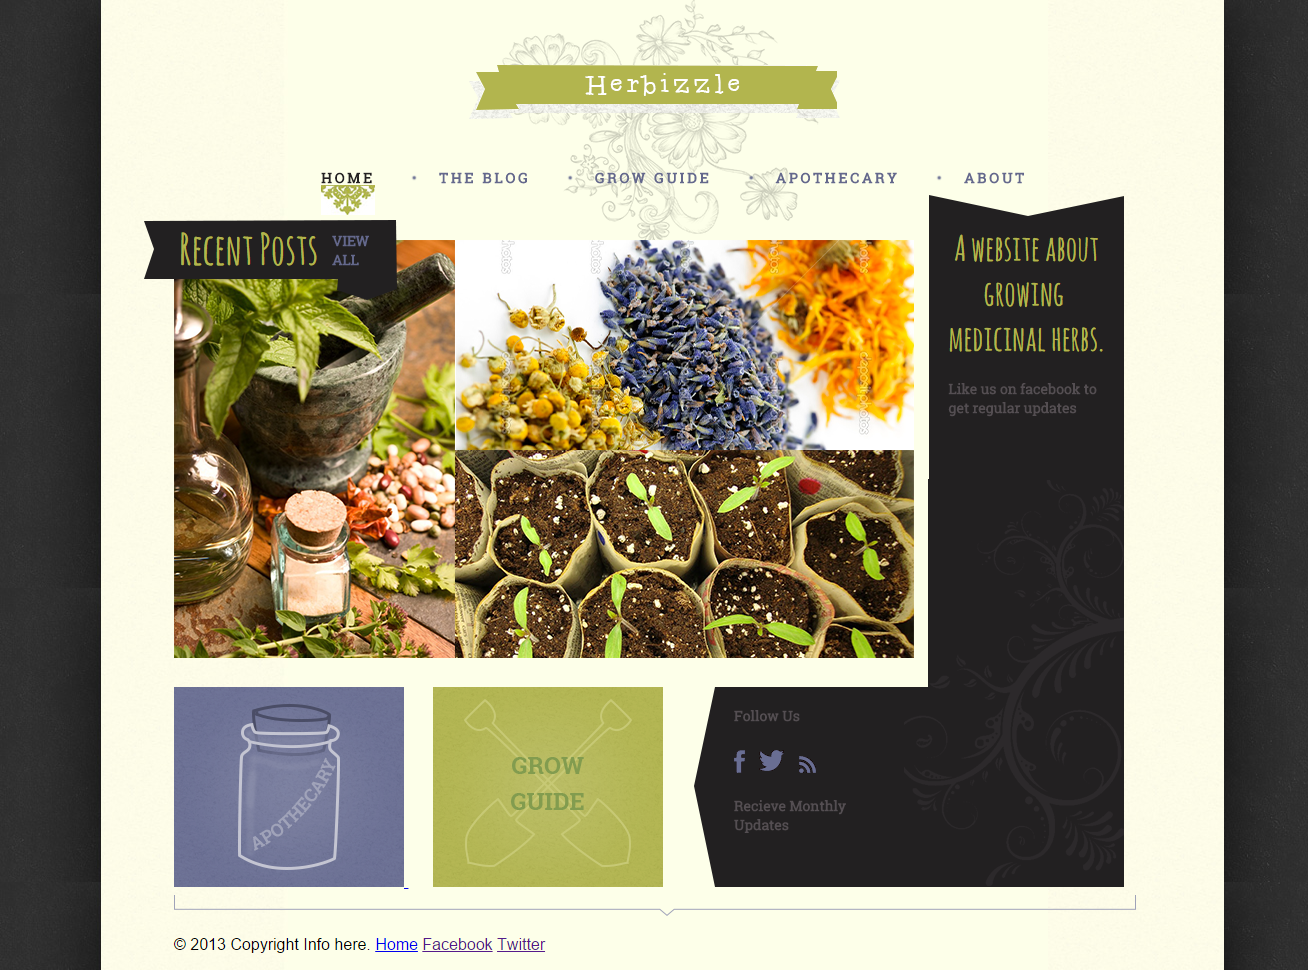 Herbizzle
HOME • THE BLOG • GROW GUIDE • APOTHECARY • ABOUT
Recent Posts
VIEW
ALL
A website about
growing
medicinal herbs.
Like us on facebook to
get regular updates
APOTHECARY
GROW
GUIDE
Follow Us
Recieve Monthly
Updates
© 2013 Copyright Info here. Home Facebook Twitter